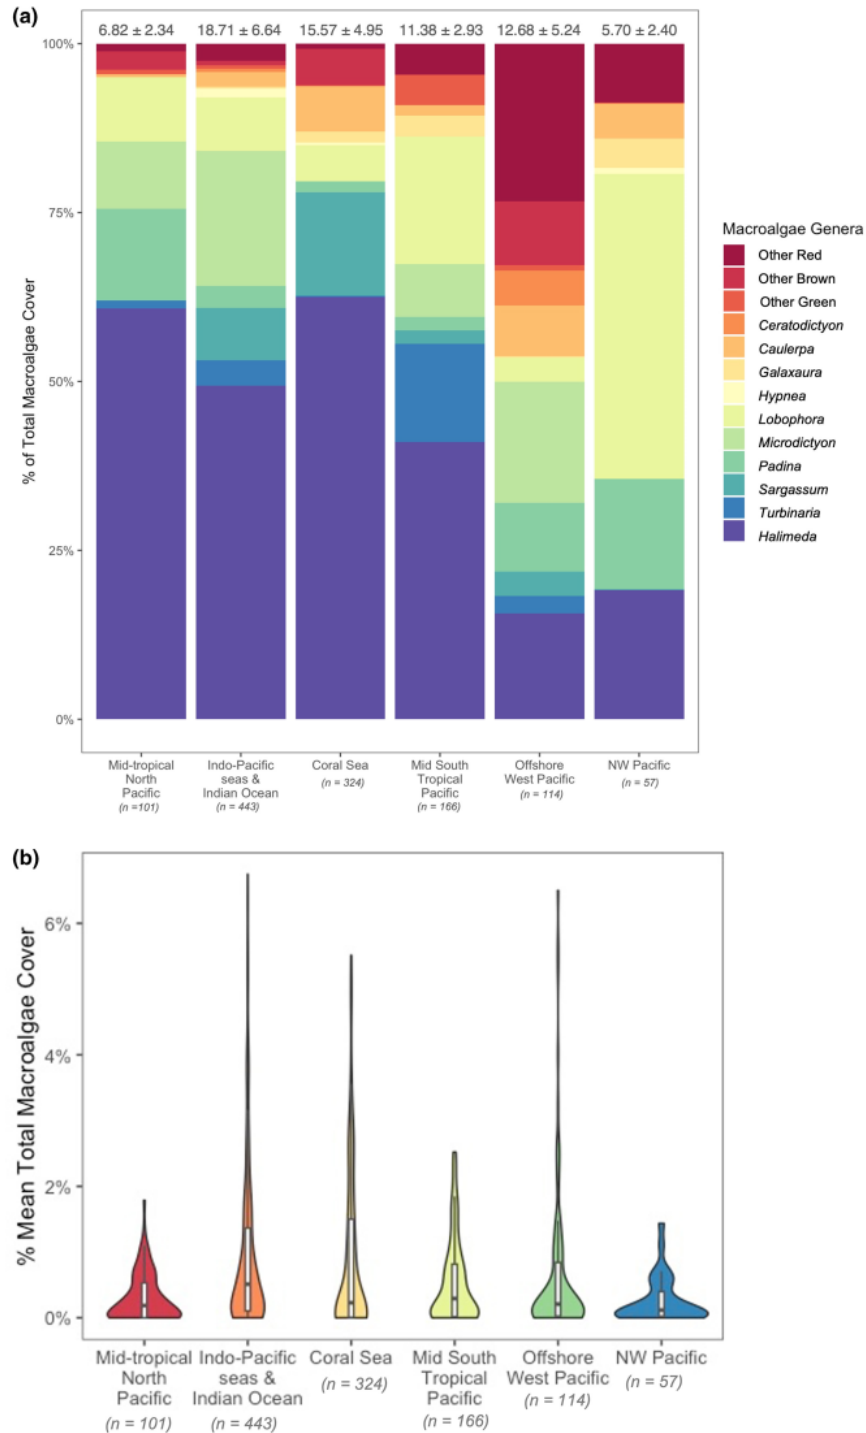 (a)
6.82 ± 2.34 18.71 ± 6.64 15.57 ± 4.95 11.38 ± 2.93 12.68 ± 5.24 5.70 ± 2.40
100%
75%
50%
25%
0%
% of Total Macroalgae Cover
Macroalgae Genera
Other Red
Other Brown
Other Green
Ceratodictyon
Caulerpa
Galaxaura
Hypnea
Lobophora
Microdictyon
Padina
Sargassum
Turbinaria
Halimeda
Mid-tropical
North
Pacific
(n =101)
Indo-Pacific
seas &
Indian Ocean
(n = 443)
Coral Sea
(n = 324)
Mid South
Tropical
Pacific
(n = 166)
Offshore
West Pacific
(n = 114)
NW Pacific
(n = 57)
(b)
% Mean Total Macroalgae Cover
6%
4%
2%
0%
Mid-tropical
North
Pacific
(n = 101)
Indo-Pacific
seas &
Indian Ocean
(n = 443)
Coral Sea
(n = 324)
Mid South
Tropical
Pacific
(n = 166)
Offshore
West Pacific
(n = 114)
NW Pacific
(n = 57)